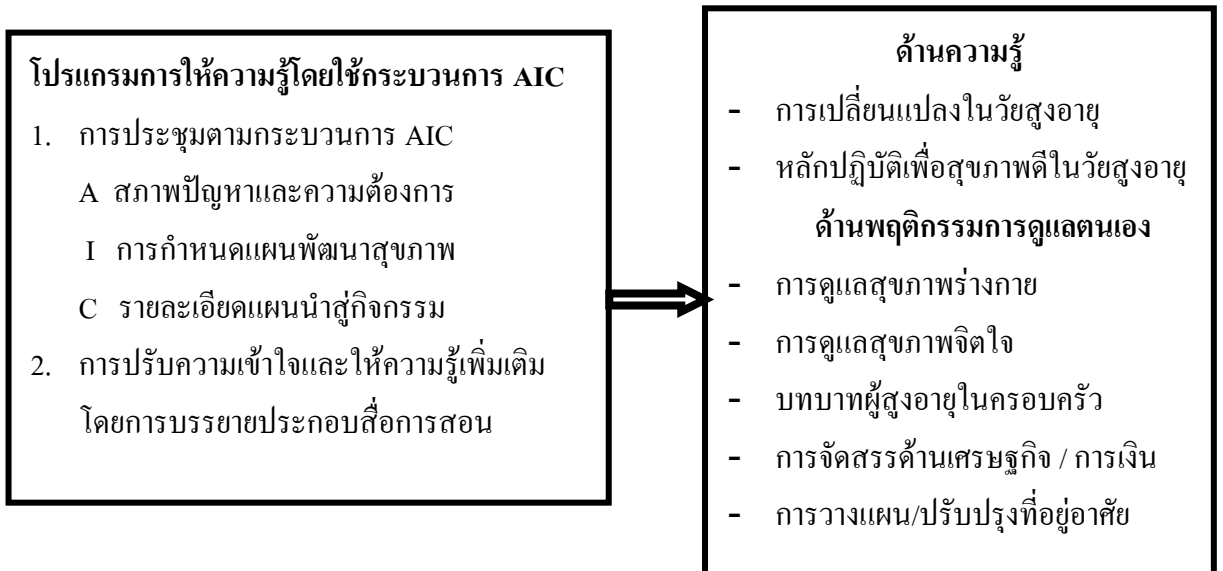 โปรแกรมการให้ความรู้โดยใช้กระบวนการ AIC
1. การประชุมตามกระบวนการ AIC
A สภาพปัญหาและความต้องการ
I การกำหนดแผนพัฒนาสุขภาพ
C รายละเอียดแผนนำสู่กิจกรรม
2. การปรับความเข้าใจและให้ความรู้เพิ่มเติม
โดยการบรรยายประกอบสื่อการสอน
ด้านความรู้
- การเปลี่ยนแปลงในวัยสูงอายุ
- หลักปฏิบัติเพื่อสุขภาพดีในวัยสูงอายุ
ด้านพฤติกรรมการดูแลตนเอง
- การดูแลสุขภาพร่างกาย
- การดูแลสุขภาพจิตใจ
- บทบาทผู้สูงอายุในครอบครัว
- การจัดสรรด้านเศรษฐกิจ / การเงิน
- การวางแผน/ปรับปรุงที่อยู่อาศัย